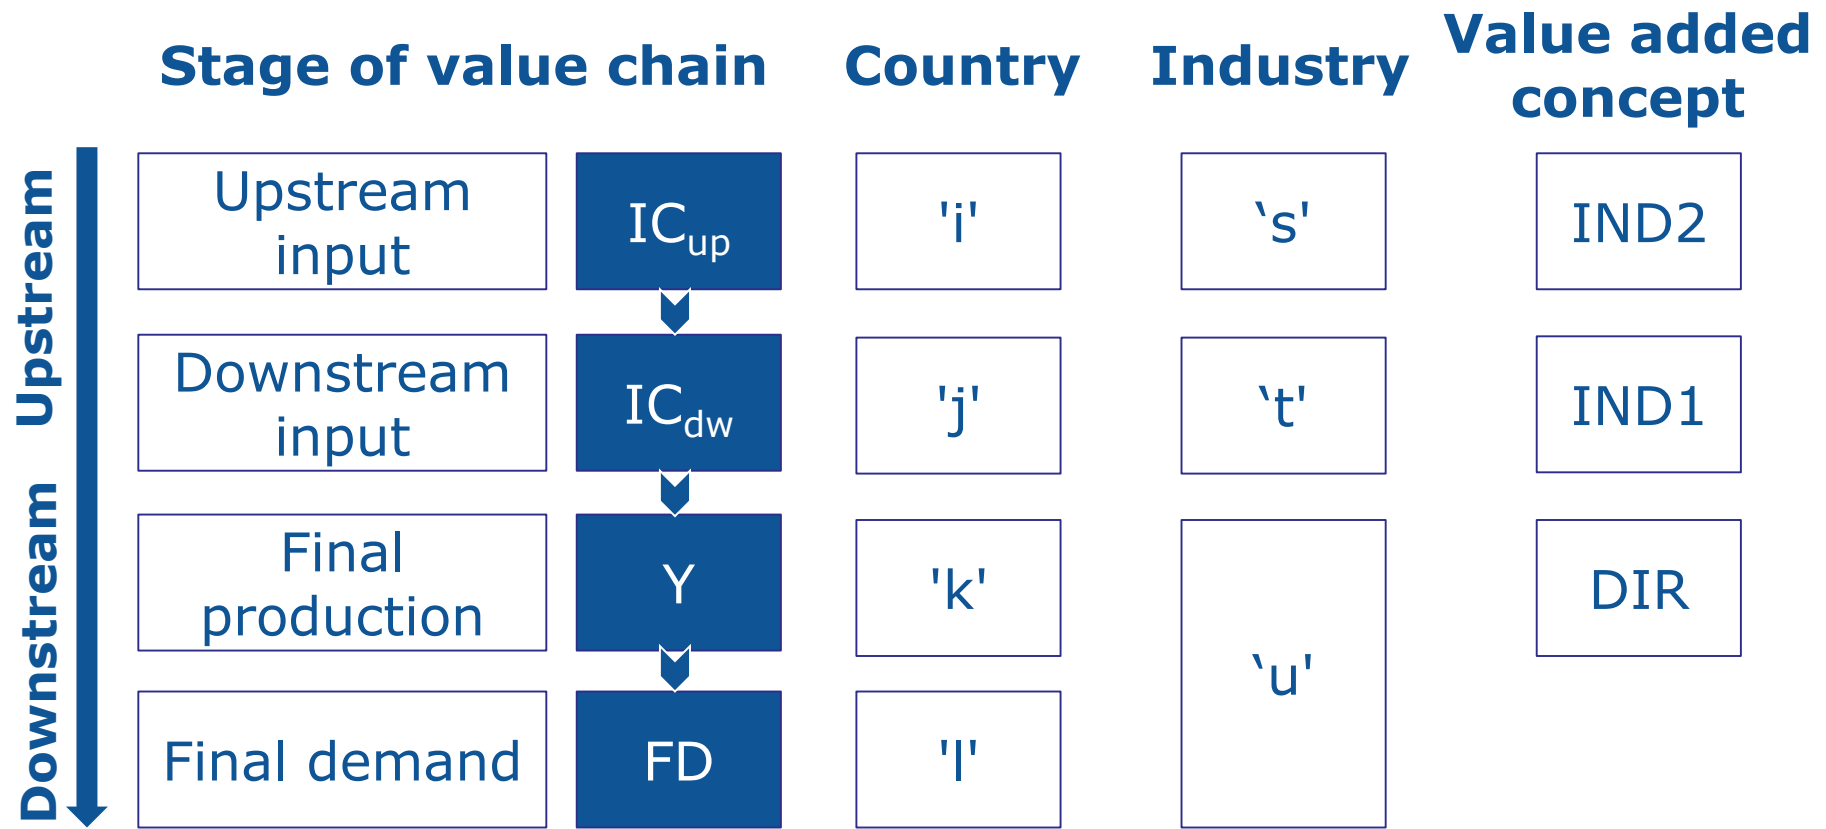 Stage of value chain
Country
Industry
Value added
concept
Upstream
Downstream
Upstream
input
ICup
'i'
‘s'
IND2
Downstream
input
ICdw
'j'
‘t'
IND1
Final
production
Y
'k'
‘u'
DIR
Final demand
FD
'l'